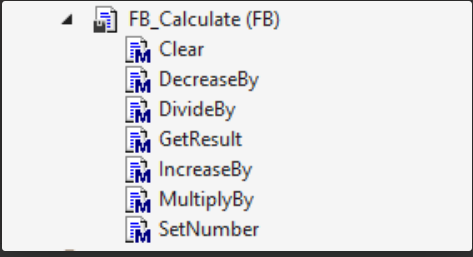 FB_Calculate (FB)
Clear
DecreaseBy
DivideBy
GetResult
IncreaseBy
MultiplyBy
SetNumber